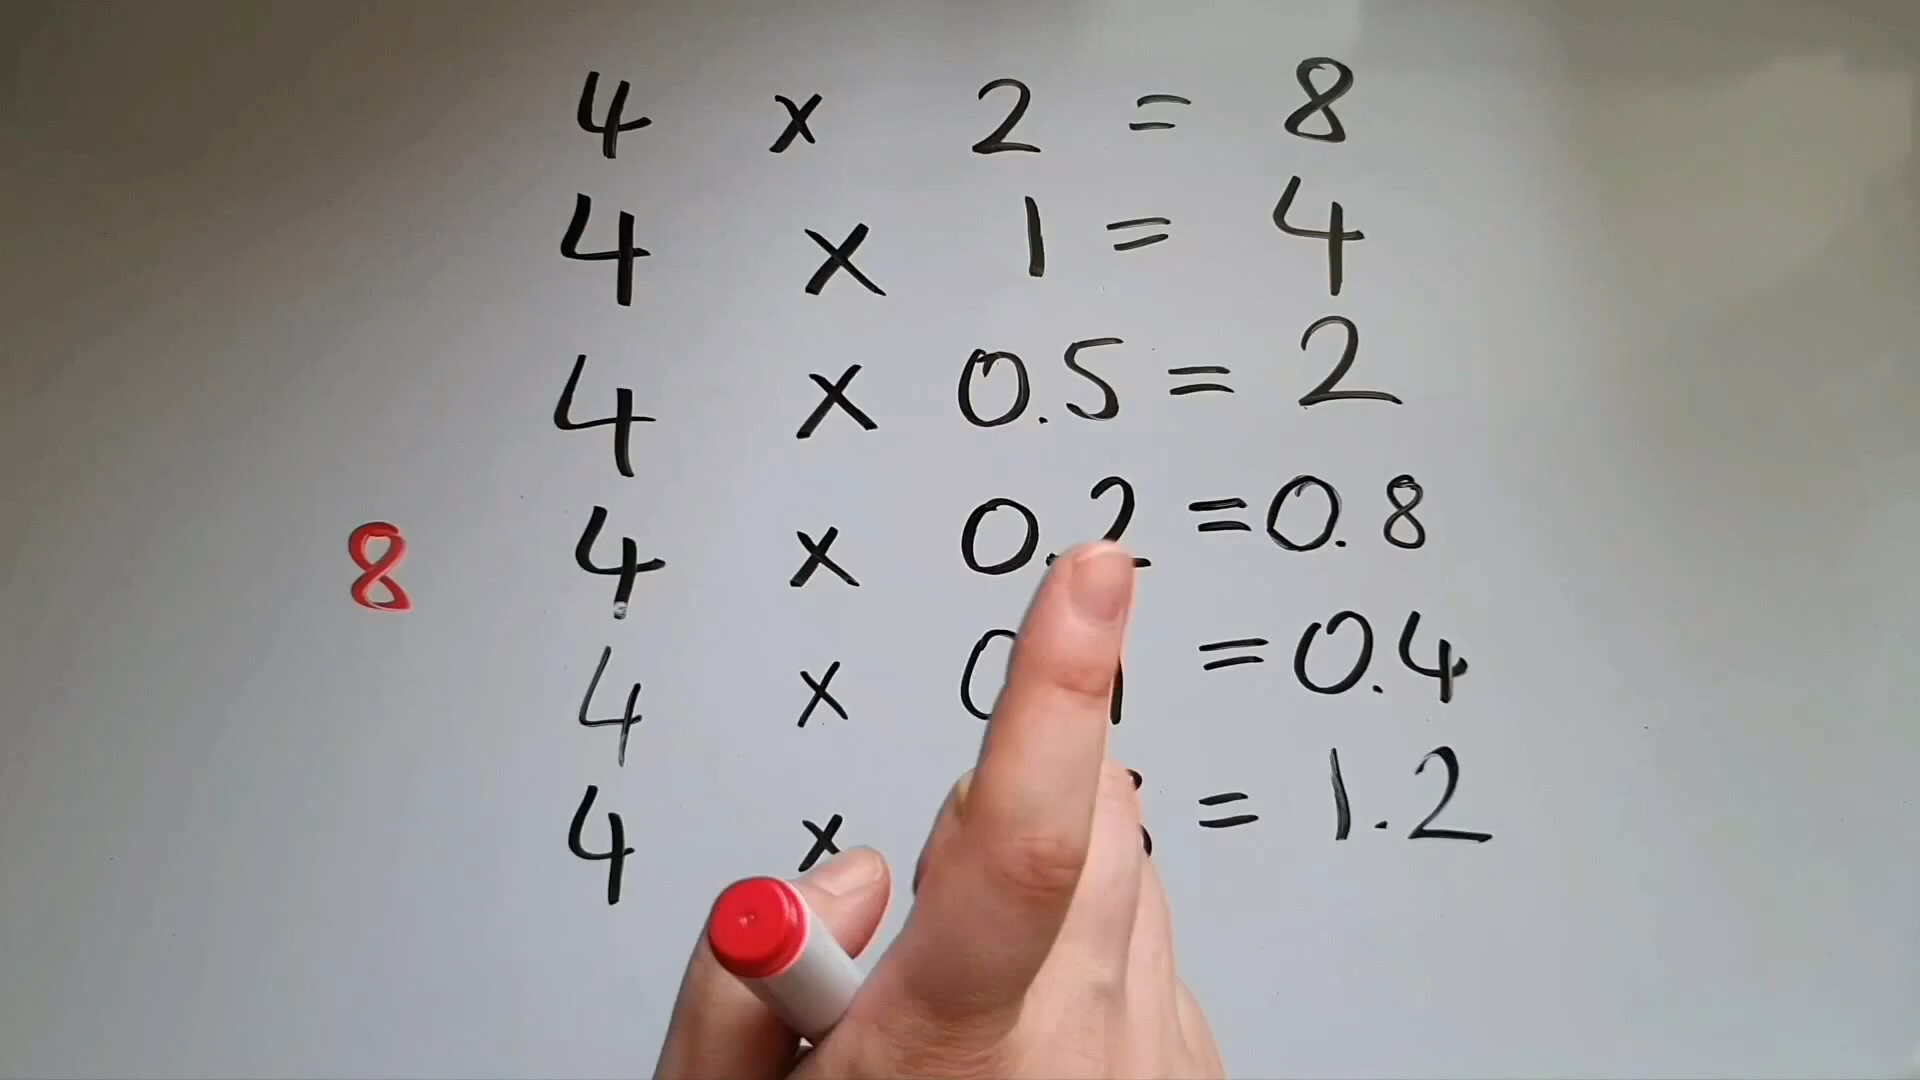 4 x 2 = 8
4 x 1 = 4
4 x 0.5 = 2
8 4 x 0.2 = 0.8
4 x = 0.4
4 x = 1.2